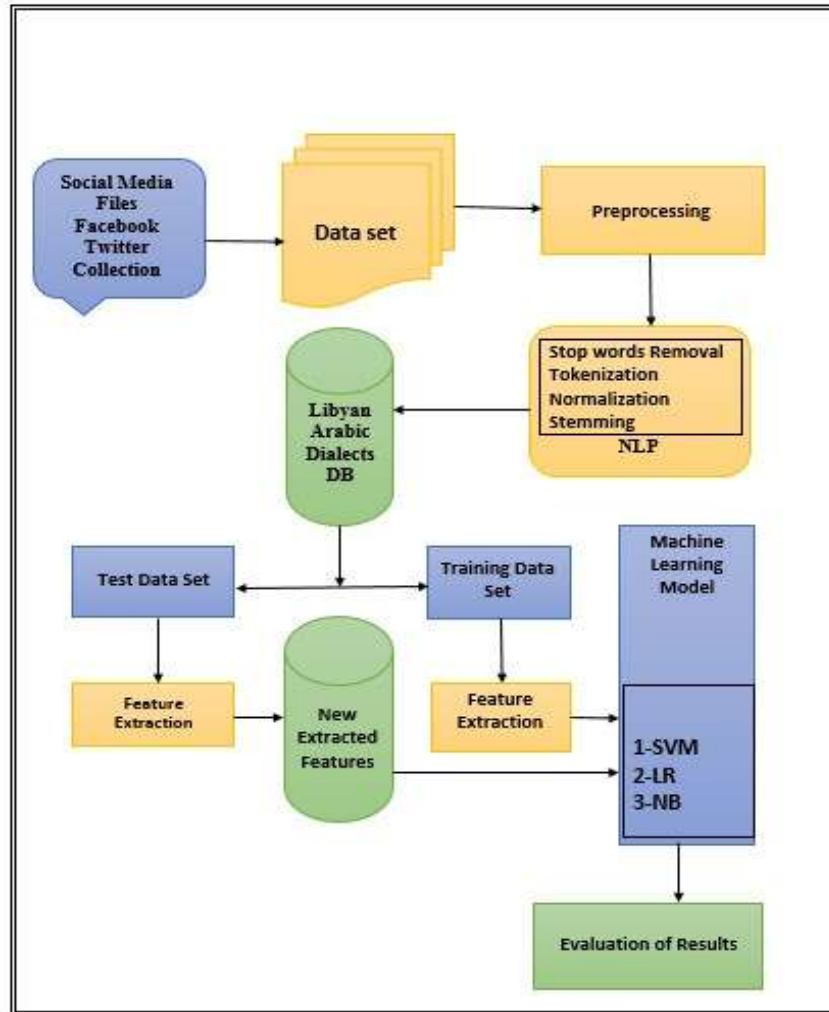 Social Media
Files
Facebook
Twitter
Collection
Data set
Preprocessing
Stop words Removal
Tokenization
Normalization
Stemming
NLP
Libyan
Arabic
Dialects
DB
Test Data Set
Training Data
Set
Machine
Learning
Model
Feature
Extraction
New
Extracted
Features
Feature
Extraction
1-SVM
2-LR
3-NB
Evaluation of Results